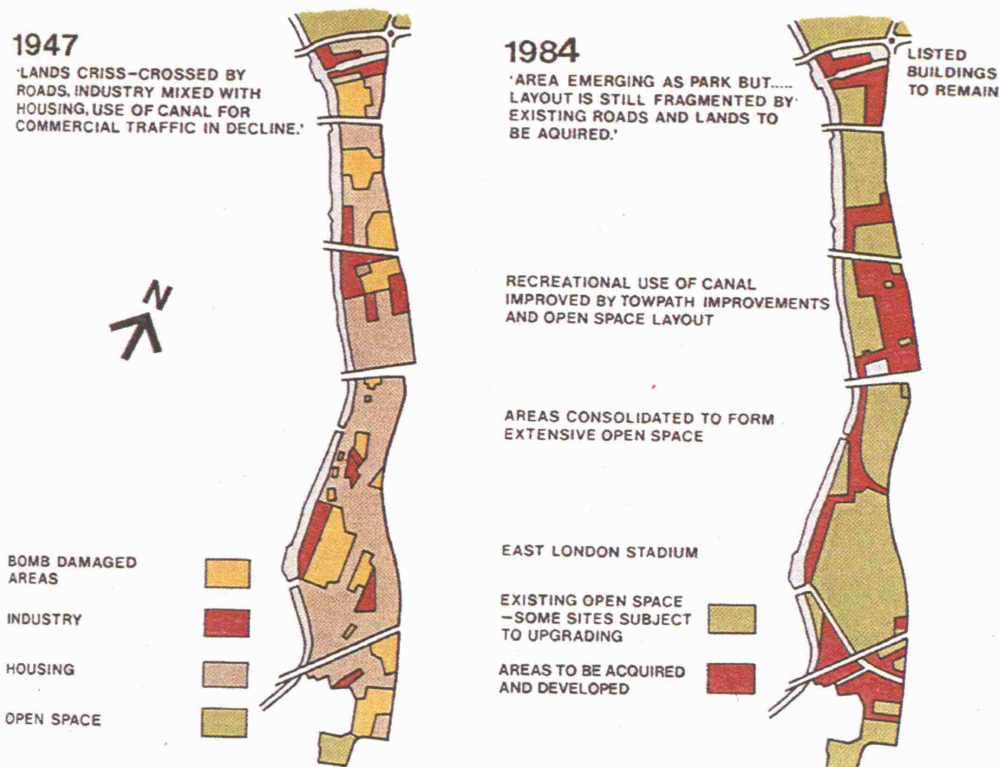 1947
'LANDS CRISS-CROSSED BY
ROADS, INDUSTRY MIXED WITH
HOUSING, USE OF CANAL FOR
COMMERCIAL TRAFFIC IN DECLINE.'
N
BOMB DAMAGED
AREAS
INDUSTRY
HOUSING
OPEN SPACE
1984
'AREA EMERGING AS PARK BUT.....
LAYOUT IS STILL FRAGMENTED BY
EXISTING ROADS AND LANDS TO
BE AQUIRED.'
LISTED
BUILDINGS
TO REMAIN
RECREATIONAL USE OF CANAL
IMPROVED BY TOWPATH IMPROVEMENTS
AND OPEN SPACE LAYOUT
AREAS CONSOLIDATED TO FORM
EXTENSIVE OPEN SPACE
EAST LONDON STADIUM
EXISTING OPEN SPACE
-SOME SITES SUBJECT
TO UPGRADING
AREAS TO BE ACQUIRED
AND DEVELOPED